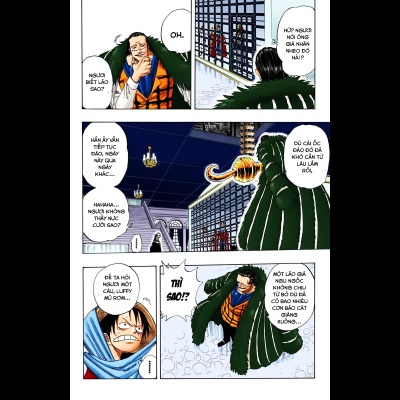 HỬ? NGƯƠI
NÓI ÔNG
GIÀ NHĂN
NHEO ĐÓ
HẢ!?
OH.
NGƯƠI
BIẾT LÃO
SAO?
DÙ CÁI ỐC
ĐẢO ĐÓ ĐÃ
KHÔ CẰN TỪ
LÂU LẮM
RỒI,
HẮN ẤY VẪN
TIẾP TỤC
ĐÀO, NGÀY
NÀY QUA
NGÀY
KHÁC...
HAHAHA...
NGƯƠI KHÔNG
THẤY NỰC
CƯỜI SAO?
MỘT LÃO GIÀ
NGU NGỐC
KHÔNG CHỊU
TỪ BỎ DÙ ĐÃ
CÓ BAO NHIÊU
CƠN BÃO CÁT
GIÁNG
XUỐNG...
THÌ
SAO!?
ĐỂ TA HỎI
NGƯƠI MỘT
CÂU, LUFFY
MŨ RƠM...